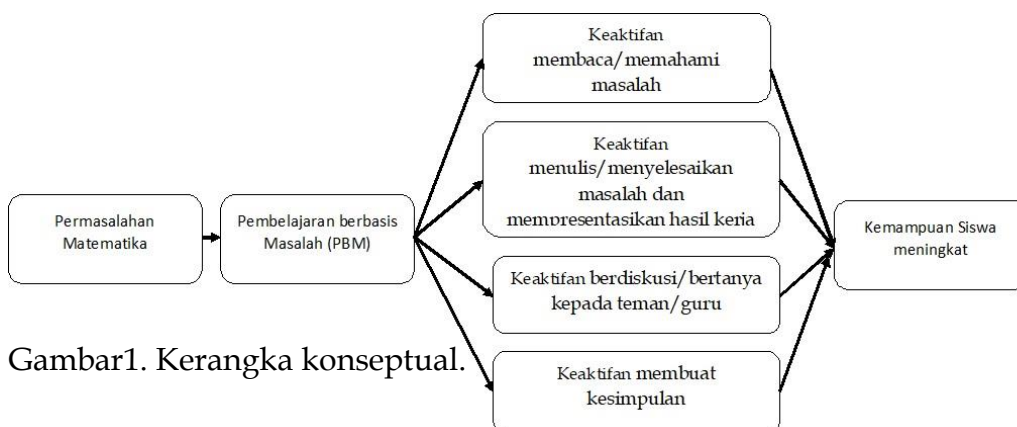 Permasalahan
Matematika
Pembelajaran berbasis
Masalah (PBM)
Keaktifan
membaca/memahami
masalah
Keaktifan
menulis/menyelesaikan
masalah dan
mempresentasikan hasil kerja
Keaktifan berdiskusi/bertanya
kepada teman/guru
Keaktifan membuat
kesimpulan
Kemampuan Siswa
meningkat
Gambar1. Kerangka konseptual.